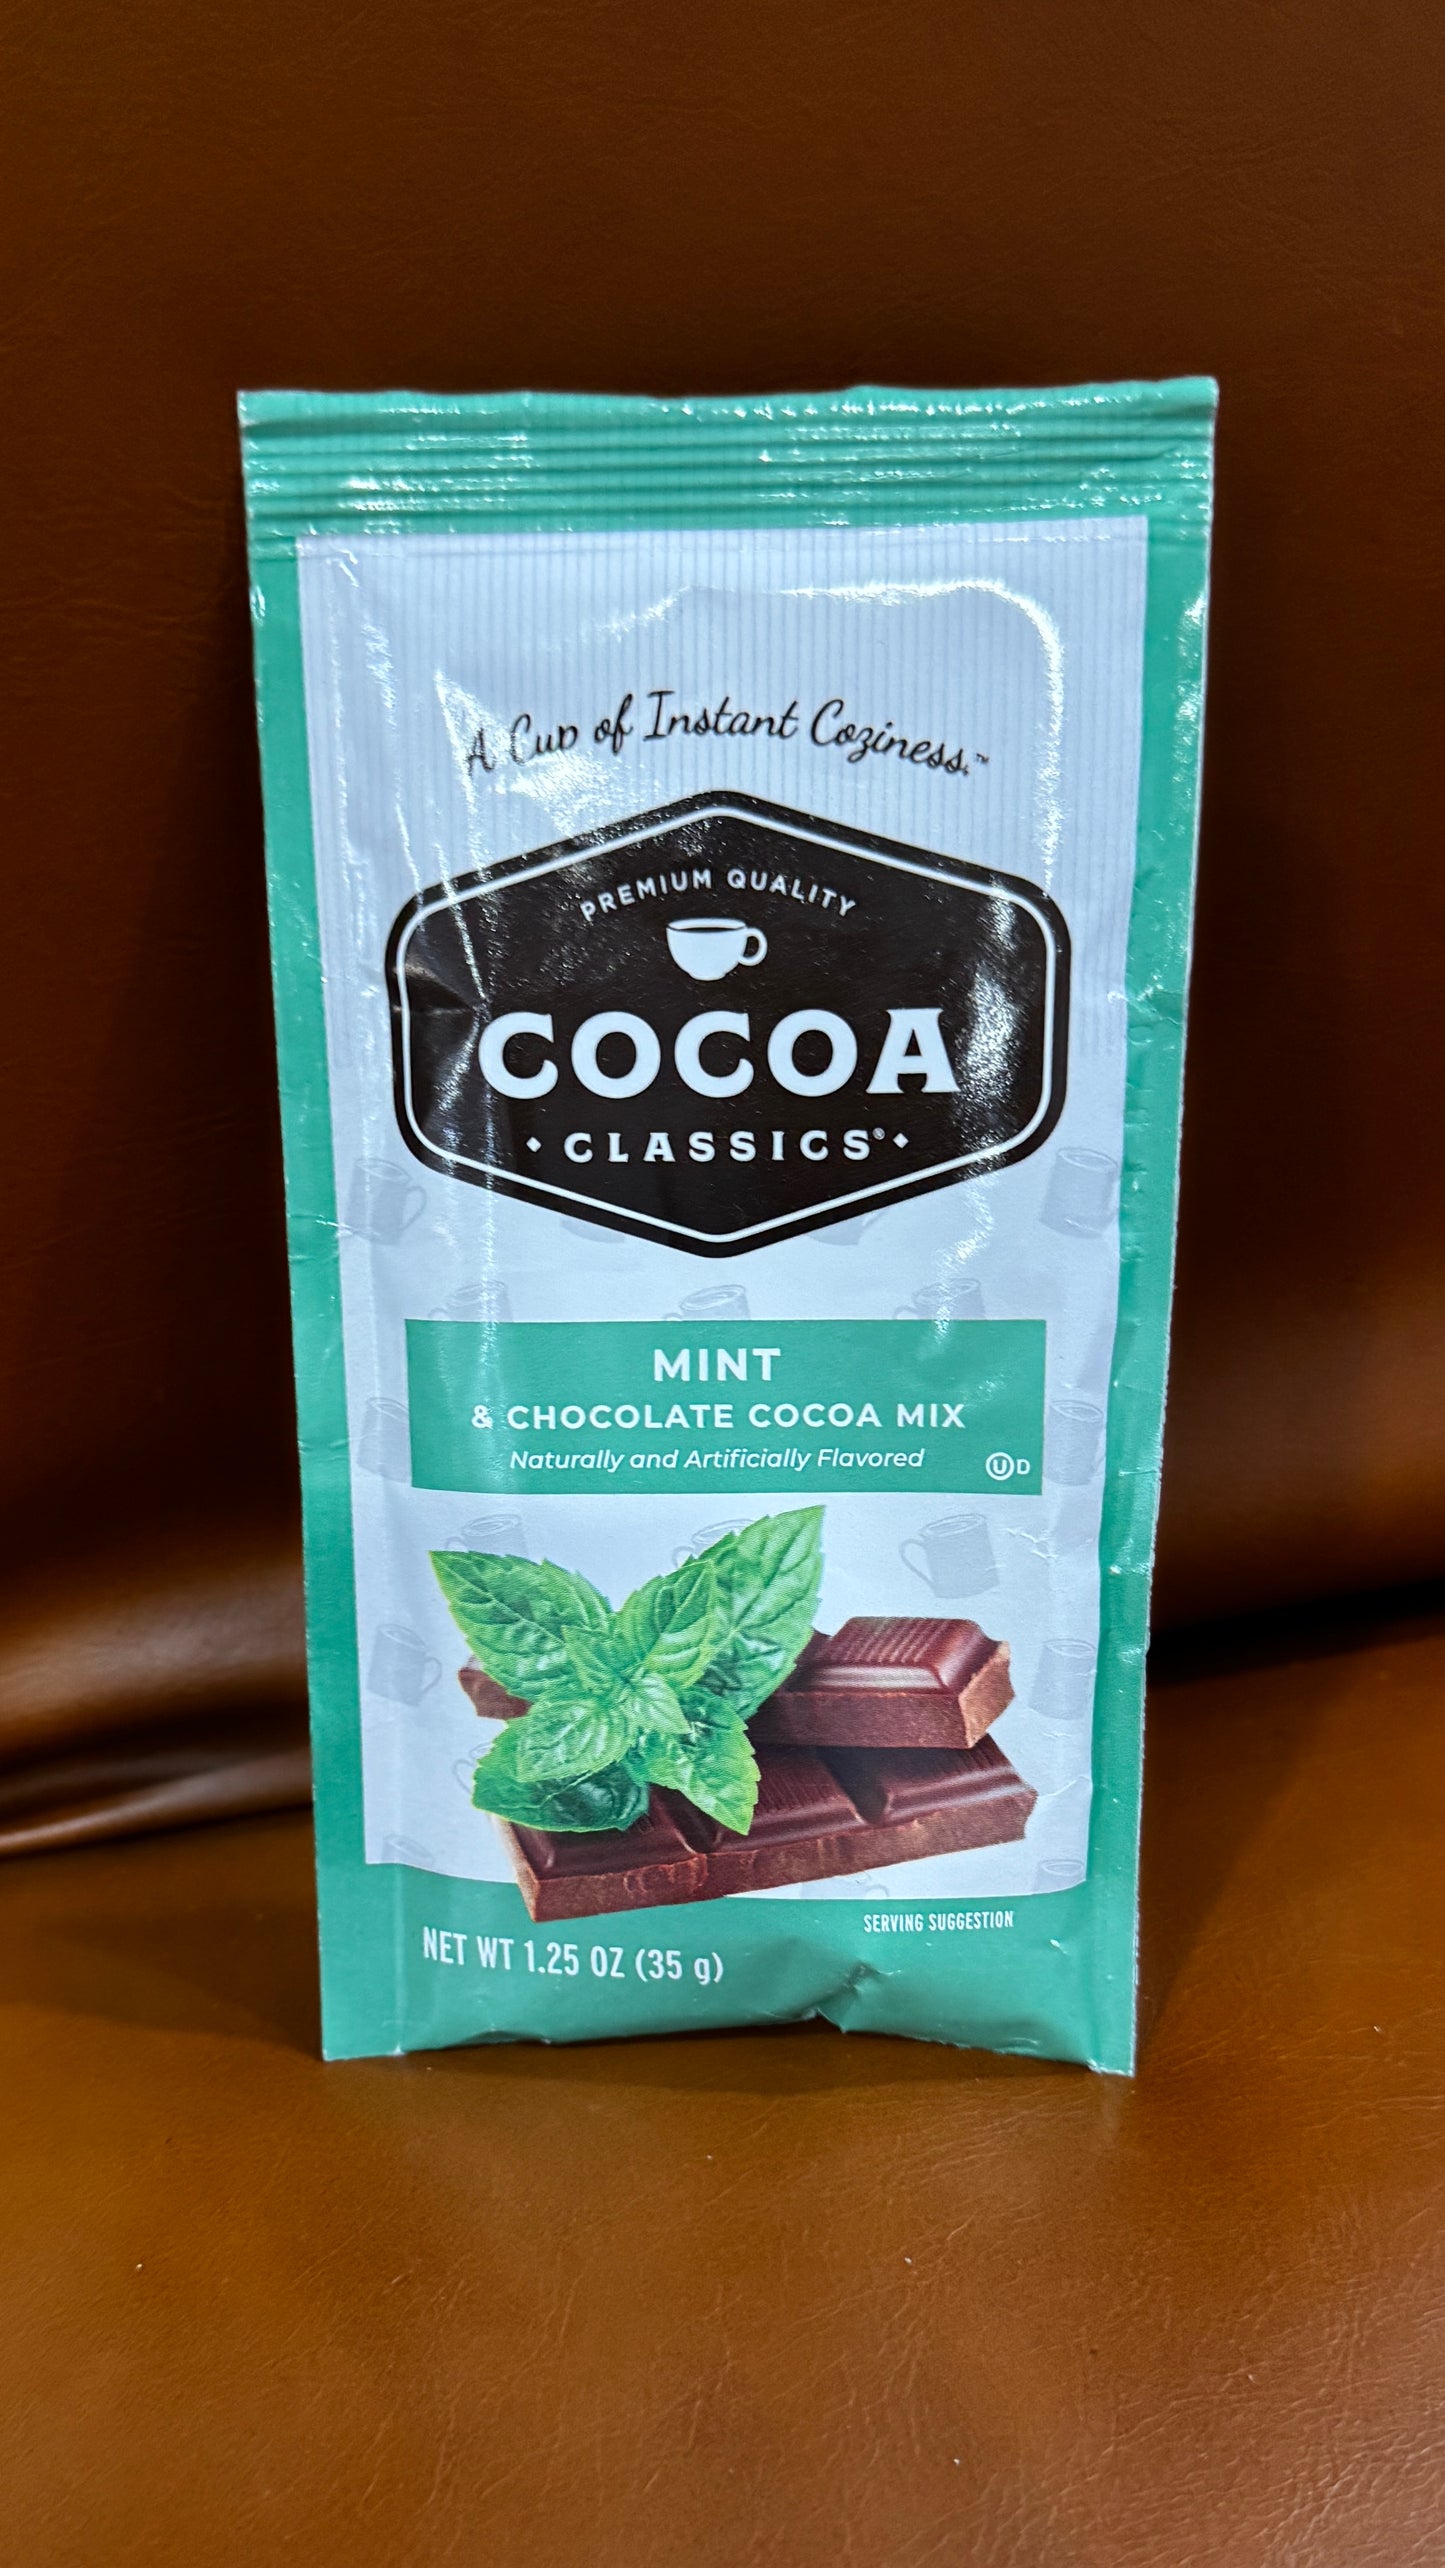 A Cup of Instant Coziness.™
PREMIUM QUALITY
COCOA
CLASSICS®
MINT
& CHOCOLATE COCOA MIX
Naturally and Artificially Flavored
Ⓤ D
SERVING SUGGESTION
NET WT 1.25 OZ (35 g)